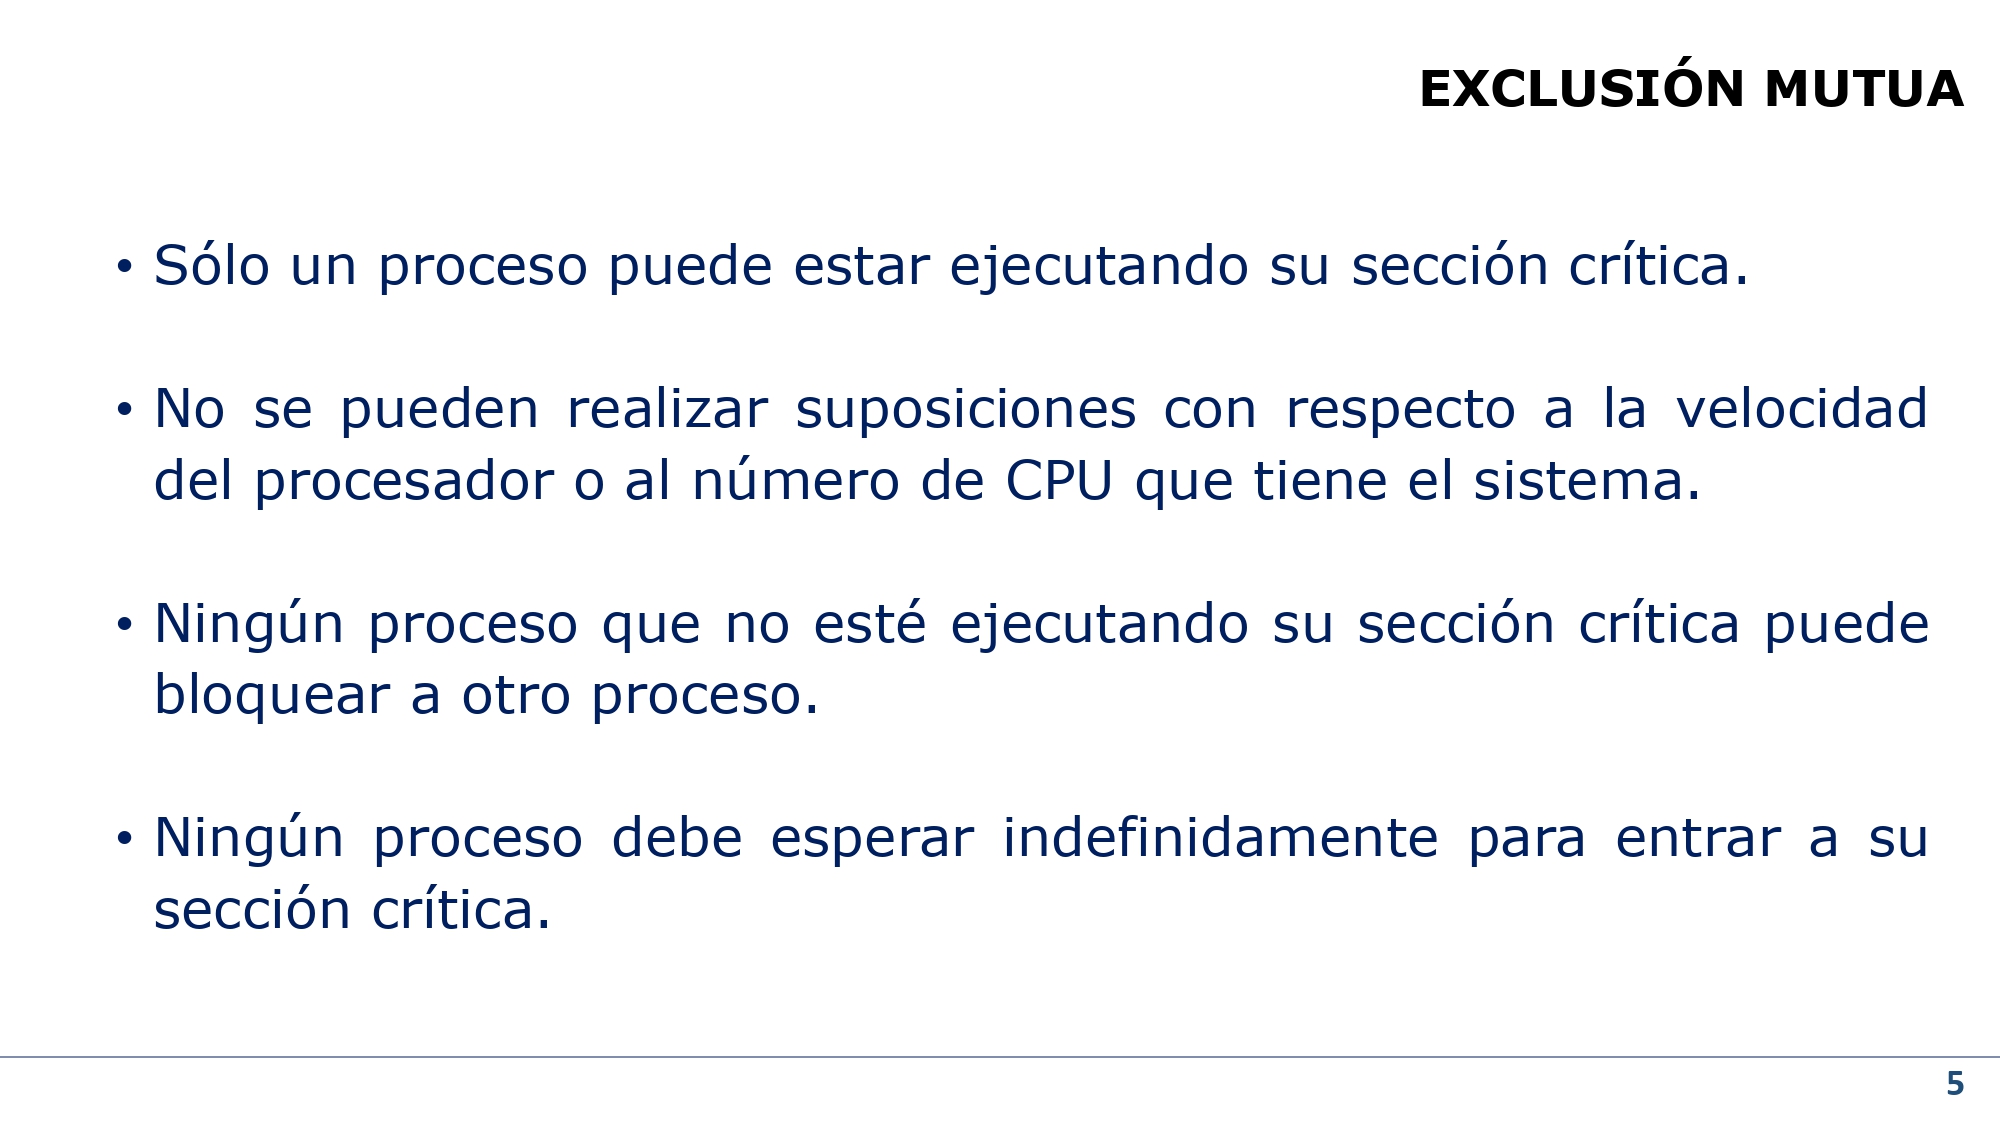 EXCLUSIÓN MUTUA
• Sólo un proceso puede estar ejecutando su sección crítica.
• No se pueden realizar suposiciones con respecto a la velocidad
del procesador o al número de CPU que tiene el sistema.
• Ningún proceso que no esté ejecutando su sección crítica puede
bloquear a otro proceso.
• Ningún proceso debe esperar indefinidamente para entrar a su
sección crítica.
5